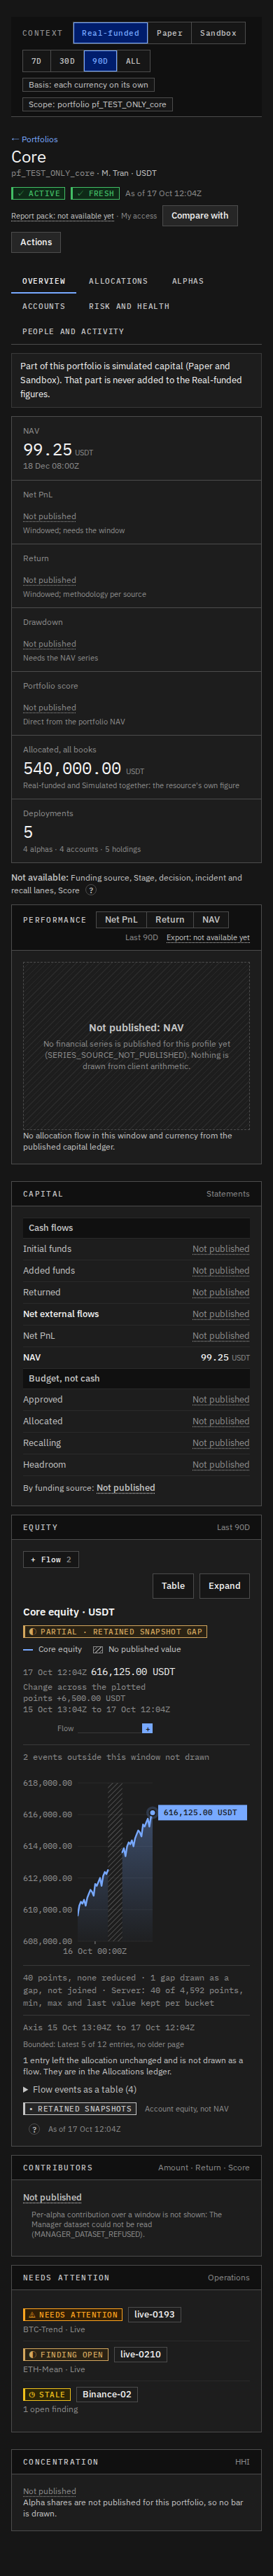 CONTEXT Real-funded Paper Sandbox
7D 30D 90D ALL
Basis: each currency on its own
Scope: portfolio pf_TEST_ONLY_core
← Portfolios
Core
pf_TEST_ONLY_core · M. Tran · USDT
✓ ACTIVE ✓ FRESH As of 17 Oct 12:04Z
Report pack: not available yet · My access Compare with
Actions
OVERVIEW ALLOCATIONS ALPHAS
ACCOUNTS RISK AND HEALTH
PEOPLE AND ACTIVITY
Part of this portfolio is simulated capital (Paper and
Sandbox). That is never added to the Real-funded
figures.
NAV
99.25 USDT
18 Dec 08:00Z
Net PnL
Not published
Windowed; needs the window
Return
Not published
Windowed; methodology per source
Drawdown
Not published
Needs the NAV series
Portfolio score
Not published
Direct from the portfolio NAV
Allocated, all books
540,000.00 USDT
Real-funded and Simulated together: the resource's own figure
Deployments
5
4 alphas · 4 accounts · 5 holdings
Not available: Funding source, Stage, decision, incident and
recall lanes, Score ?
PERFORMANCE Net PnL Return NAV
Last 90D Export: not available yet
Not published: NAV
No financial series is published for this profile yet
(SERIES_SOURCE_NOT_PUBLISHED). Nothing is
drawn from client arithmetic.
No allocation flow in this window and currency from the
published capital ledger.
CAPITAL Statements
Cash flows
Initial funds Not published
Added funds Not published
Returned Not published
Net external flows Not published
Net PnL Not published
NAV 99.25 USDT
Budget, not cash
Approved Not published
Allocated Not published
Recalling Not published
Headroom Not published
By funding source: Not published
EQUITY Last 90D
+ Flow 2
Table Expand
Core equity · USDT
◐ PARTIAL · RETAINED SNAPSHOT GAP
Core equity No published value
17 Oct 12:04Z 616,125.00 USDT
Change across the plotted
points +6,500.00 USDT
15 Oct 13:04Z to 17 Oct 12:04Z
Flow +
2 events outside this window not drawn
618,000.00
616,000.00 616,125.00 USDT
614,000.00
612,000.00
610,000.00
608,000.00
16 Oct 00:00Z
40 points, none reduced · 1 gap drawn as a
gap, not joined · Server: 40 of 4,592 points,
min, max and last value kept per bucket
Axis 15 Oct 13:04Z to 17 Oct 12:04Z
Bounded: Latest 5 of 12 entries, no older page
1 entry left the allocation unchanged and is not drawn as a
flow. They are in the Allocations ledger.
▶ Flow events as a table (4)
• RETAINED SNAPSHOTS Account equity, not NAV
? As of 17 Oct 12:04Z
CONTRIBUTORS Amount · Return · Score
Not published
Per-alpha contribution over a window is not shown: The
Manager dataset could not be read
(MANAGER_DATASET_REFUSED).
NEEDS ATTENTION Operations
⚠ NEEDS ATTENTION live-0193
BTC-Trend · Live
◐ FINDING OPEN live-0210
ETH-Mean · Live
◷ STALE Binance-02
1 open finding
CONCENTRATION HHI
Not published
Alpha shares are not published for this portfolio, so no bar
is drawn.